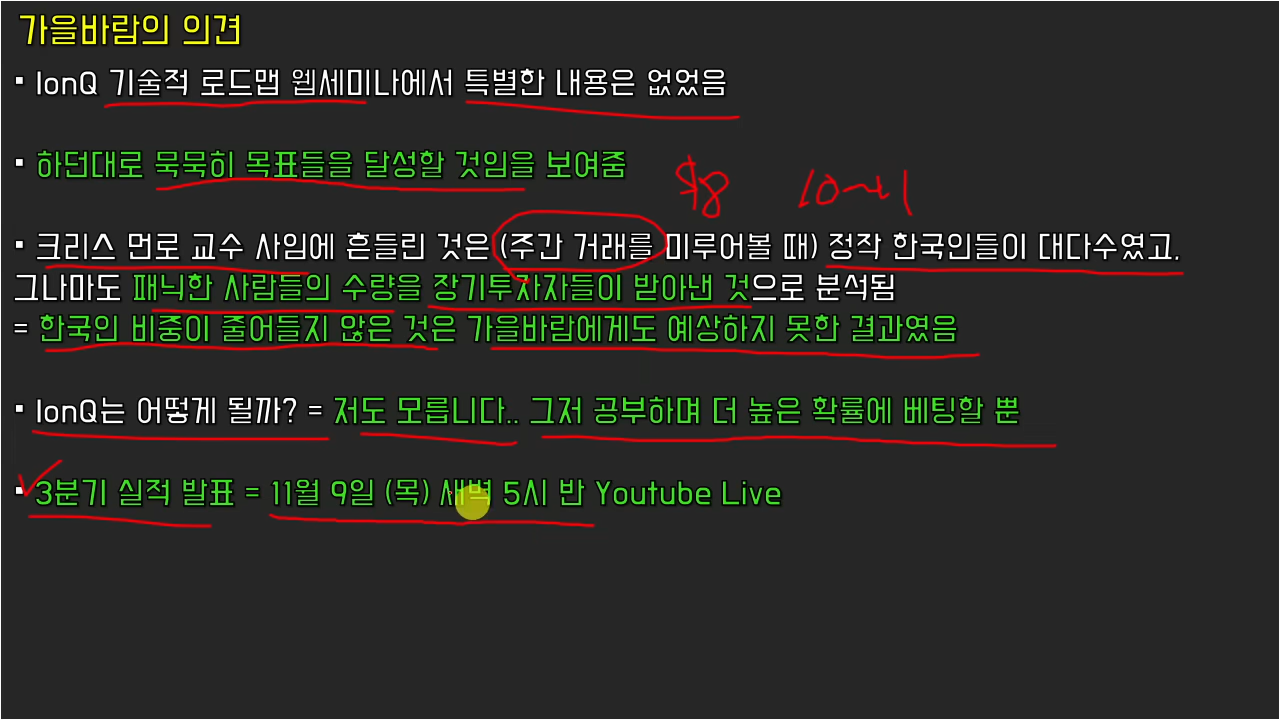 가을바람의 의견
▪ IonQ 기술적 로드맵 웹세미나에서 특별한 내용은 없었음
▪ 하던대로 묵묵히 목표들을 달성할 것임을 보여줌
$8 10~11
▪ 크리스 먼로 교수 사임에 흔들린 것은 (주간 거래를 미루어볼 때) 정작 한국인들이 대다수였고.
그나마도 패닉한 사람들의 수량을 장기투자자들이 받아낸 것으로 분석됨
= 한국인 비중이 줄어들지 않은 것은 가을바람에게도 예상하지 못한 결과였음
▪ IonQ는 어떻게 될까? = 저도 모릅니다.. 그저 공부하며 더 높은 확률에 베팅할 뿐
▪ 3분기 실적 발표 = 11월 9일 (목) 새벽 5시 반 Youtube Live